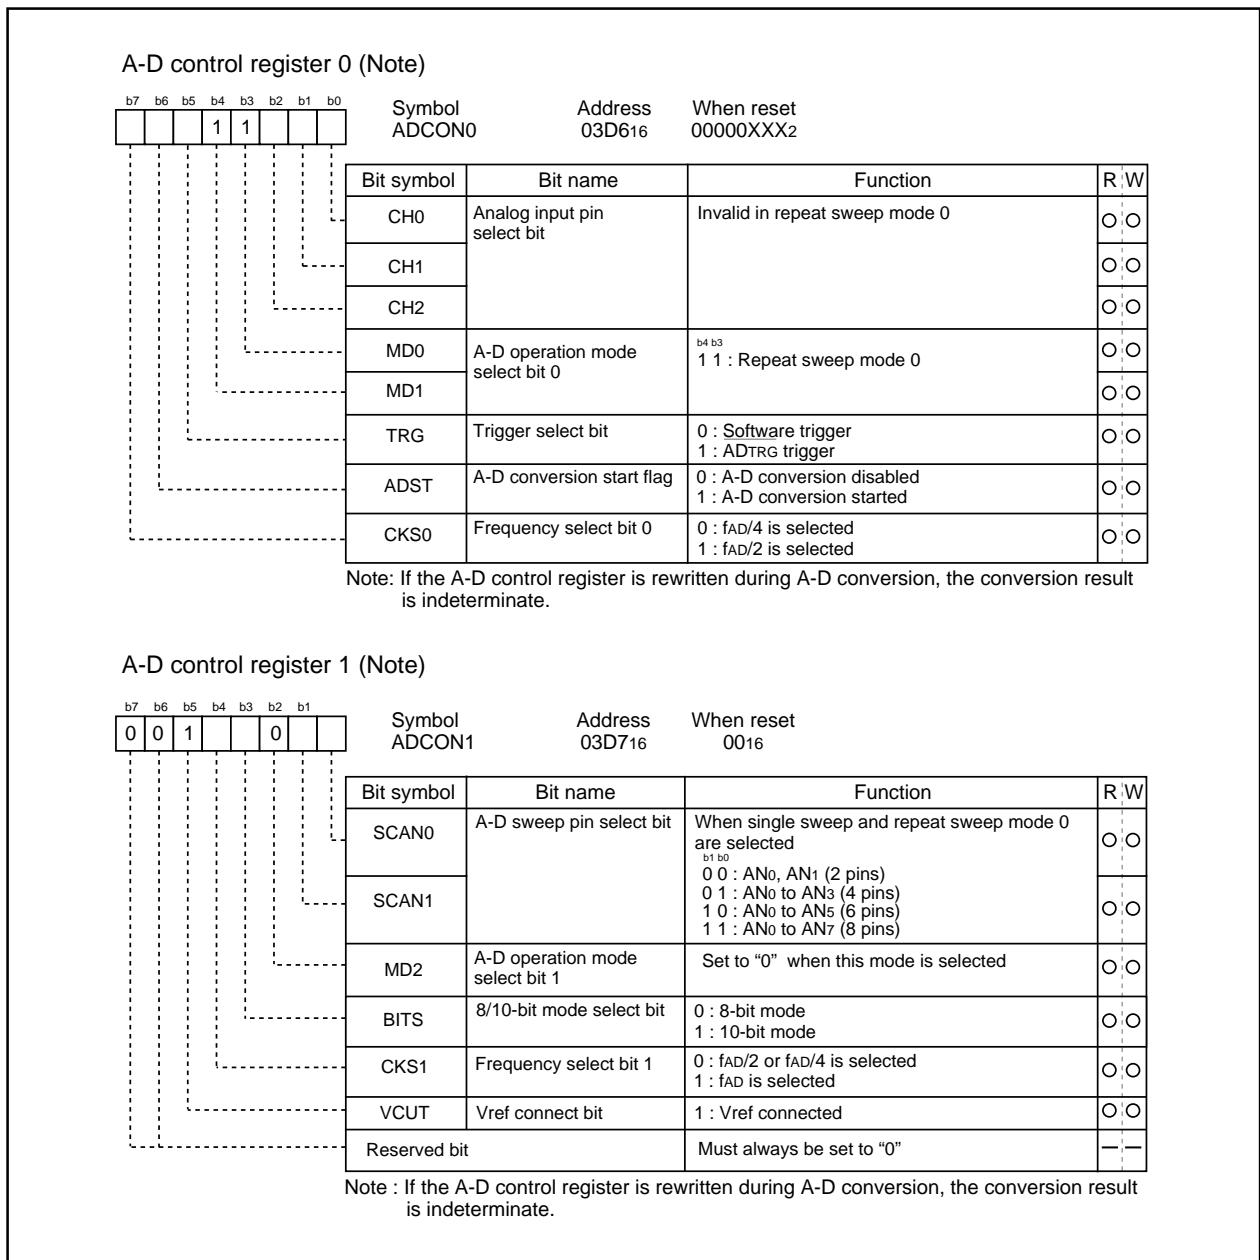 A-D control register 0 (Note)
b7 b6 b5 b4 b3 b2 b1 b0
1 1
Symbol Address When reset
ADCON0 03D616 00000XXX2
Bit symbol Bit name Function R W
CH0 Analog input pin select bit Invalid in repeat sweep mode 0 O O
CH1 O O
CH2 O O
MD0 A-D operation mode select bit 0 b4 b3 1 1 : Repeat sweep mode 0 O O
MD1 O O
TRG Trigger select bit 0 : Software trigger O O
1 : ADTRG trigger
ADST A-D conversion start flag 0 : A-D conversion disabled O O
1 : A-D conversion started
CKS0 Frequency select bit 0 0 : fAD/4 is selected O O
1 : fAD/2 is selected
Note: If the A-D control register is rewritten during A-D conversion, the conversion result
is indeterminate.
A-D control register 1 (Note)
b7 b6 b5 b4 b3 b2 b1
0 0 1 0
Symbol Address When reset
ADCON1 03D716 0016
Bit symbol Bit name Function R W
SCAN0 A-D sweep pin select bit When single sweep and repeat sweep mode 0
are selected O O
b1 b0
0 0 : AN0, AN1 (2 pins)
0 1 : AN0 to AN3 (4 pins)
SCAN1 1 0 : AN0 to AN5 (6 pins) O O
1 1 : AN0 to AN7 (8 pins)
MD2 A-D operation mode select bit 1 Set to “0” when this mode is selected O O
BITS 8/10-bit mode select bit 0 : 8-bit mode O O
1 : 10-bit mode
CKS1 Frequency select bit 1 0 : fAD/2 or fAD/4 is selected O O
1 : fAD is selected
VCUT Vref connect bit 1 : Vref connected O O
Reserved bit Must always be set to “0” — —
Note : If the A-D control register is rewritten during A-D conversion, the conversion result
is indeterminate.